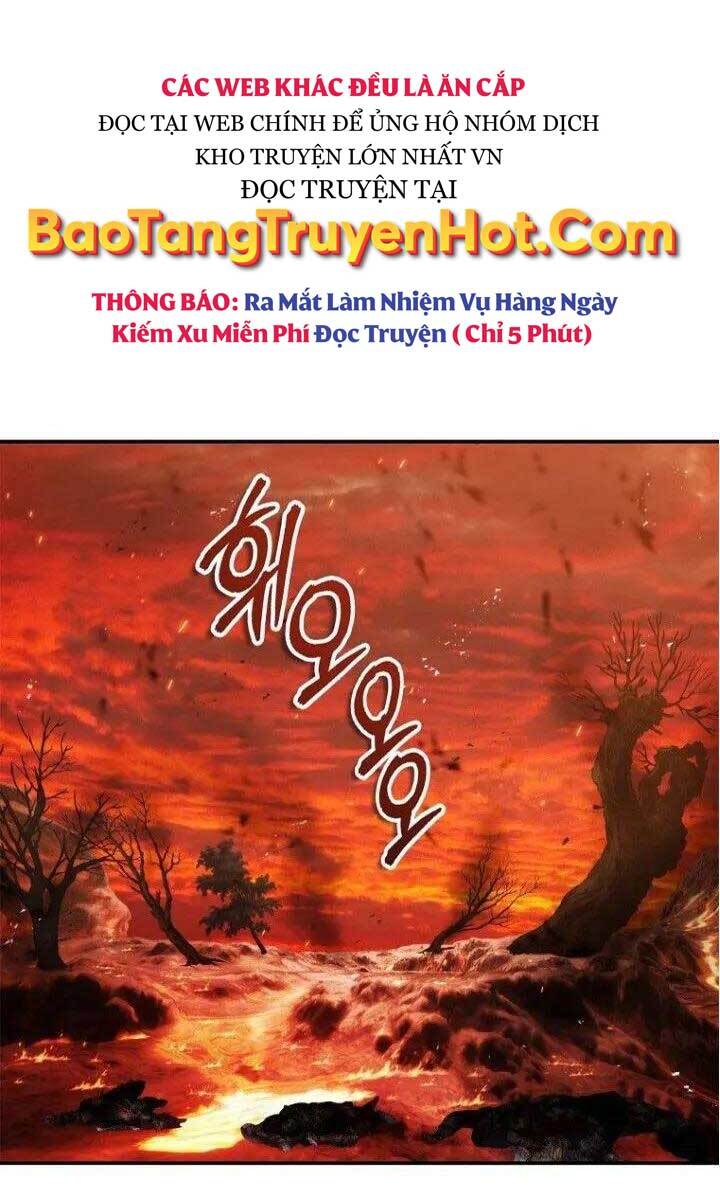 CÁC WEB KHÁC ĐỀU LÀ ĂN CẮP
ĐỌC TẠI WEB CHÍNH ĐỂ ỦNG HỘ NHÓM DỊCH
KHO TRUYỆN LỚN NHẤT VN
ĐỌC TRUYỆN TẠI
BaoTangTruyenHot.Com
THÔNG BÁO: Ra Mắt Làm Nhiệm Vụ Hàng Ngày
Kiếm Xu Miễn Phí Đọc Truyện ( Chỉ 5 Phút)
휘오오오